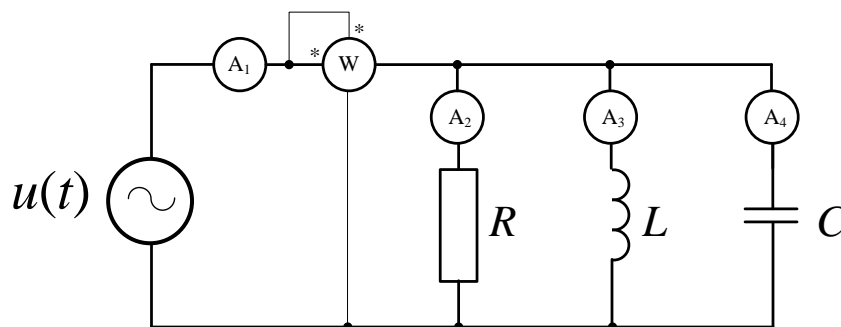 * *
A₁ W
A₂ A₃ A₄
u(t) R L C